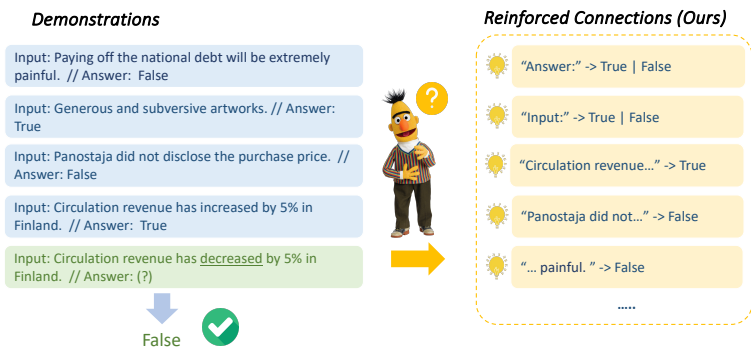 Demonstrations
Input: Paying off the national debt will be extremely
painful. // Answer: False
Input: Generous and subversive artworks. // Answer:
True
Input: Panostaja did not disclose the purchase price. //
Answer: False
Input: Circulation revenue has increased by 5% in
Finland. // Answer: True
Input: Circulation revenue has decreased by 5% in
Finland. // Answer: (?)
False
?
Reinforced Connections (Ours)
“Answer:” -> True | False
“Input:” -> True | False
“Circulation revenue…” -> True
“Panostaja did not…” -> False
“… painful. ” -> False
…..